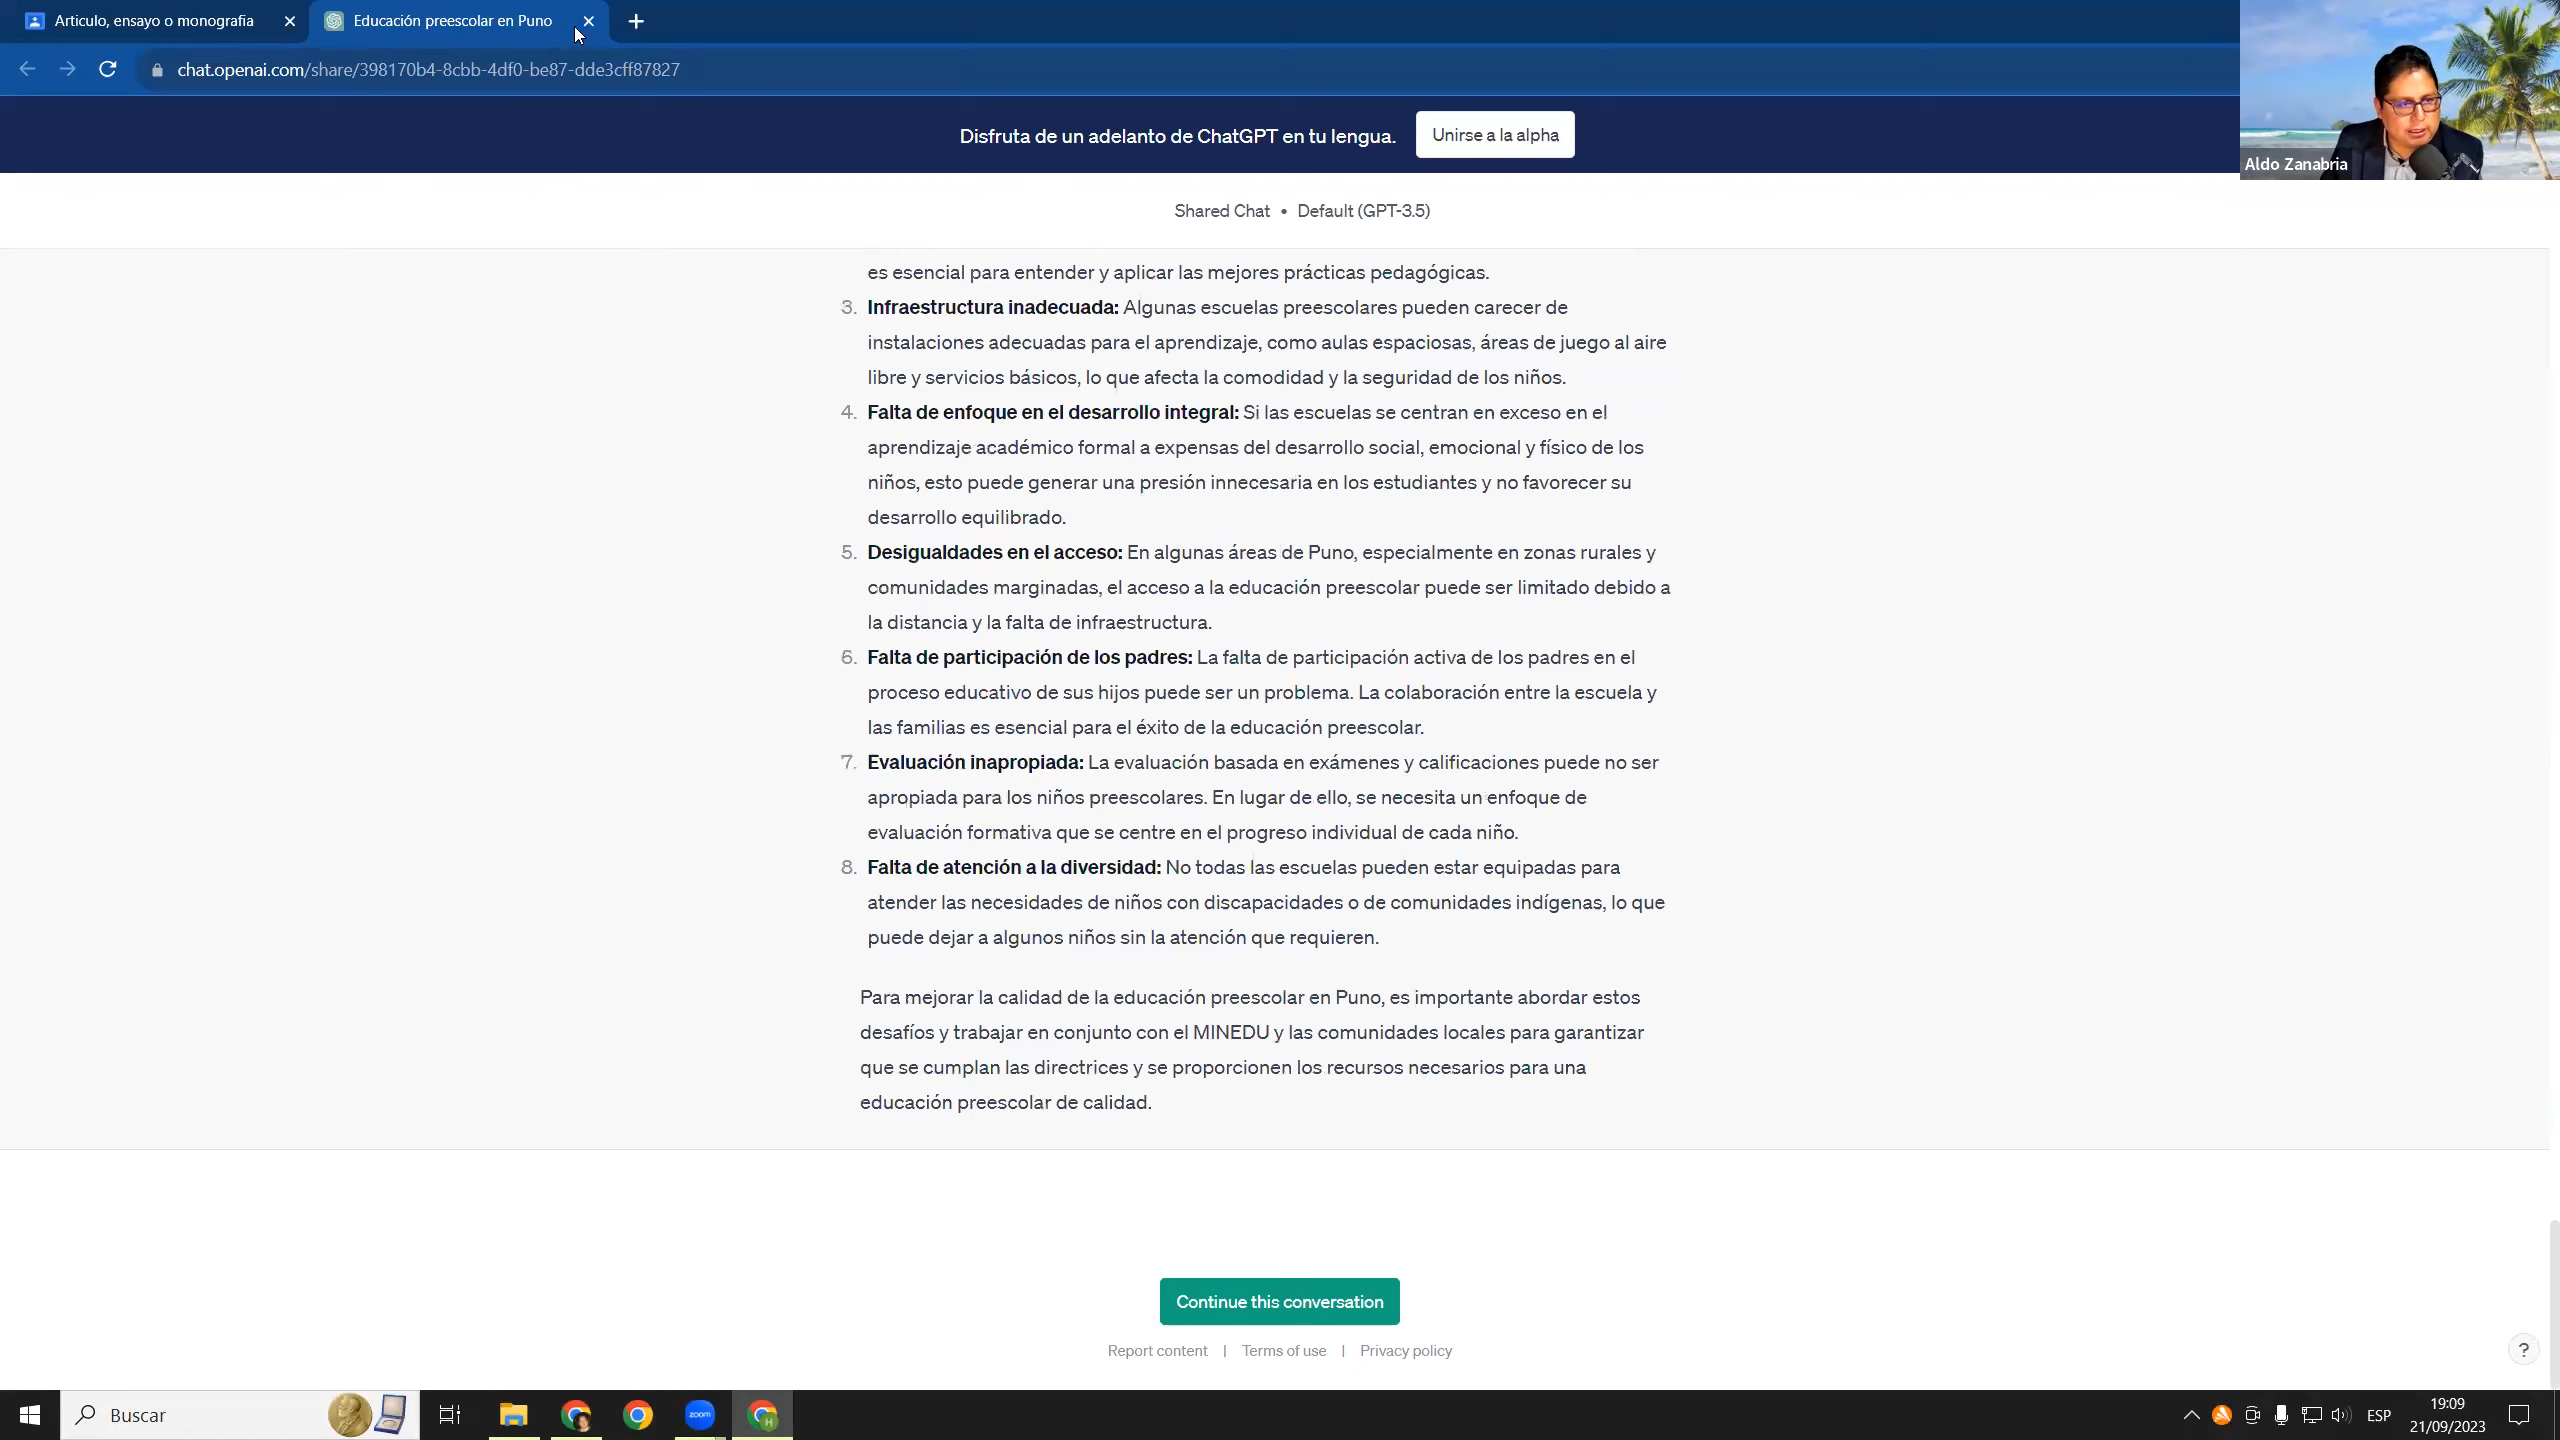 Articulo, ensayo o monografia
Educación preescolar en Puno
chat.openai.com/share/398170b4-8cbb-4df0-be87-dde3cff87827
Disfruta de un adelanto de ChatGPT en tu lengua.
Unirse a la alpha
Aldo Zanabria
Shared Chat • Default (GPT-3.5)
es esencial para entender y aplicar las mejores prácticas pedagógicas.
3. Infraestructura inadecuada: Algunas escuelas preescolares pueden carecer de
instalaciones adecuadas para el aprendizaje, como aulas espaciosas, áreas de juego al aire
libre y servicios básicos, lo que afecta la comodidad y la seguridad de los niños.
4. Falta de enfoque en el desarrollo integral: Si las escuelas se centran en exceso en el
aprendizaje académico formal a expensas del desarrollo social, emocional y físico de los
niños, esto puede generar una presión innecesaria en los estudiantes y no favorecer su
desarrollo equilibrado.
5. Desigualdades en el acceso: En algunas áreas de Puno, especialmente en zonas rurales y
comunidades marginadas, el acceso a la educación preescolar puede ser limitado debido a
la distancia y la falta de infraestructura.
6. Falta de participación de los padres: La falta de participación activa de los padres en el
proceso educativo de sus hijos puede ser un problema. La colaboración entre la escuela y
las familias es esencial para el éxito de la educación preescolar.
7. Evaluación inapropiada: La evaluación basada en exámenes y calificaciones puede no ser
apropiada para los niños preescolares. En lugar de ello, se necesita un enfoque de
evaluación formativa que se centre en el progreso individual de cada niño.
8. Falta de atención a la diversidad: No todas las escuelas pueden estar equipadas para
atender las necesidades de niños con discapacidades o de comunidades indígenas, lo que
puede dejar a algunos niños sin la atención que requieren.
Para mejorar la calidad de la educación preescolar en Puno, es importante abordar estos
desafíos y trabajar en conjunto con el MINEDU y las comunidades locales para garantizar
que se cumplan las directrices y se proporcionen los recursos necesarios para una
educación preescolar de calidad.
Continue this conversation
Report content | Terms of use | Privacy policy
?
Buscar
zoom
H
ESP
19:09
21/09/2023